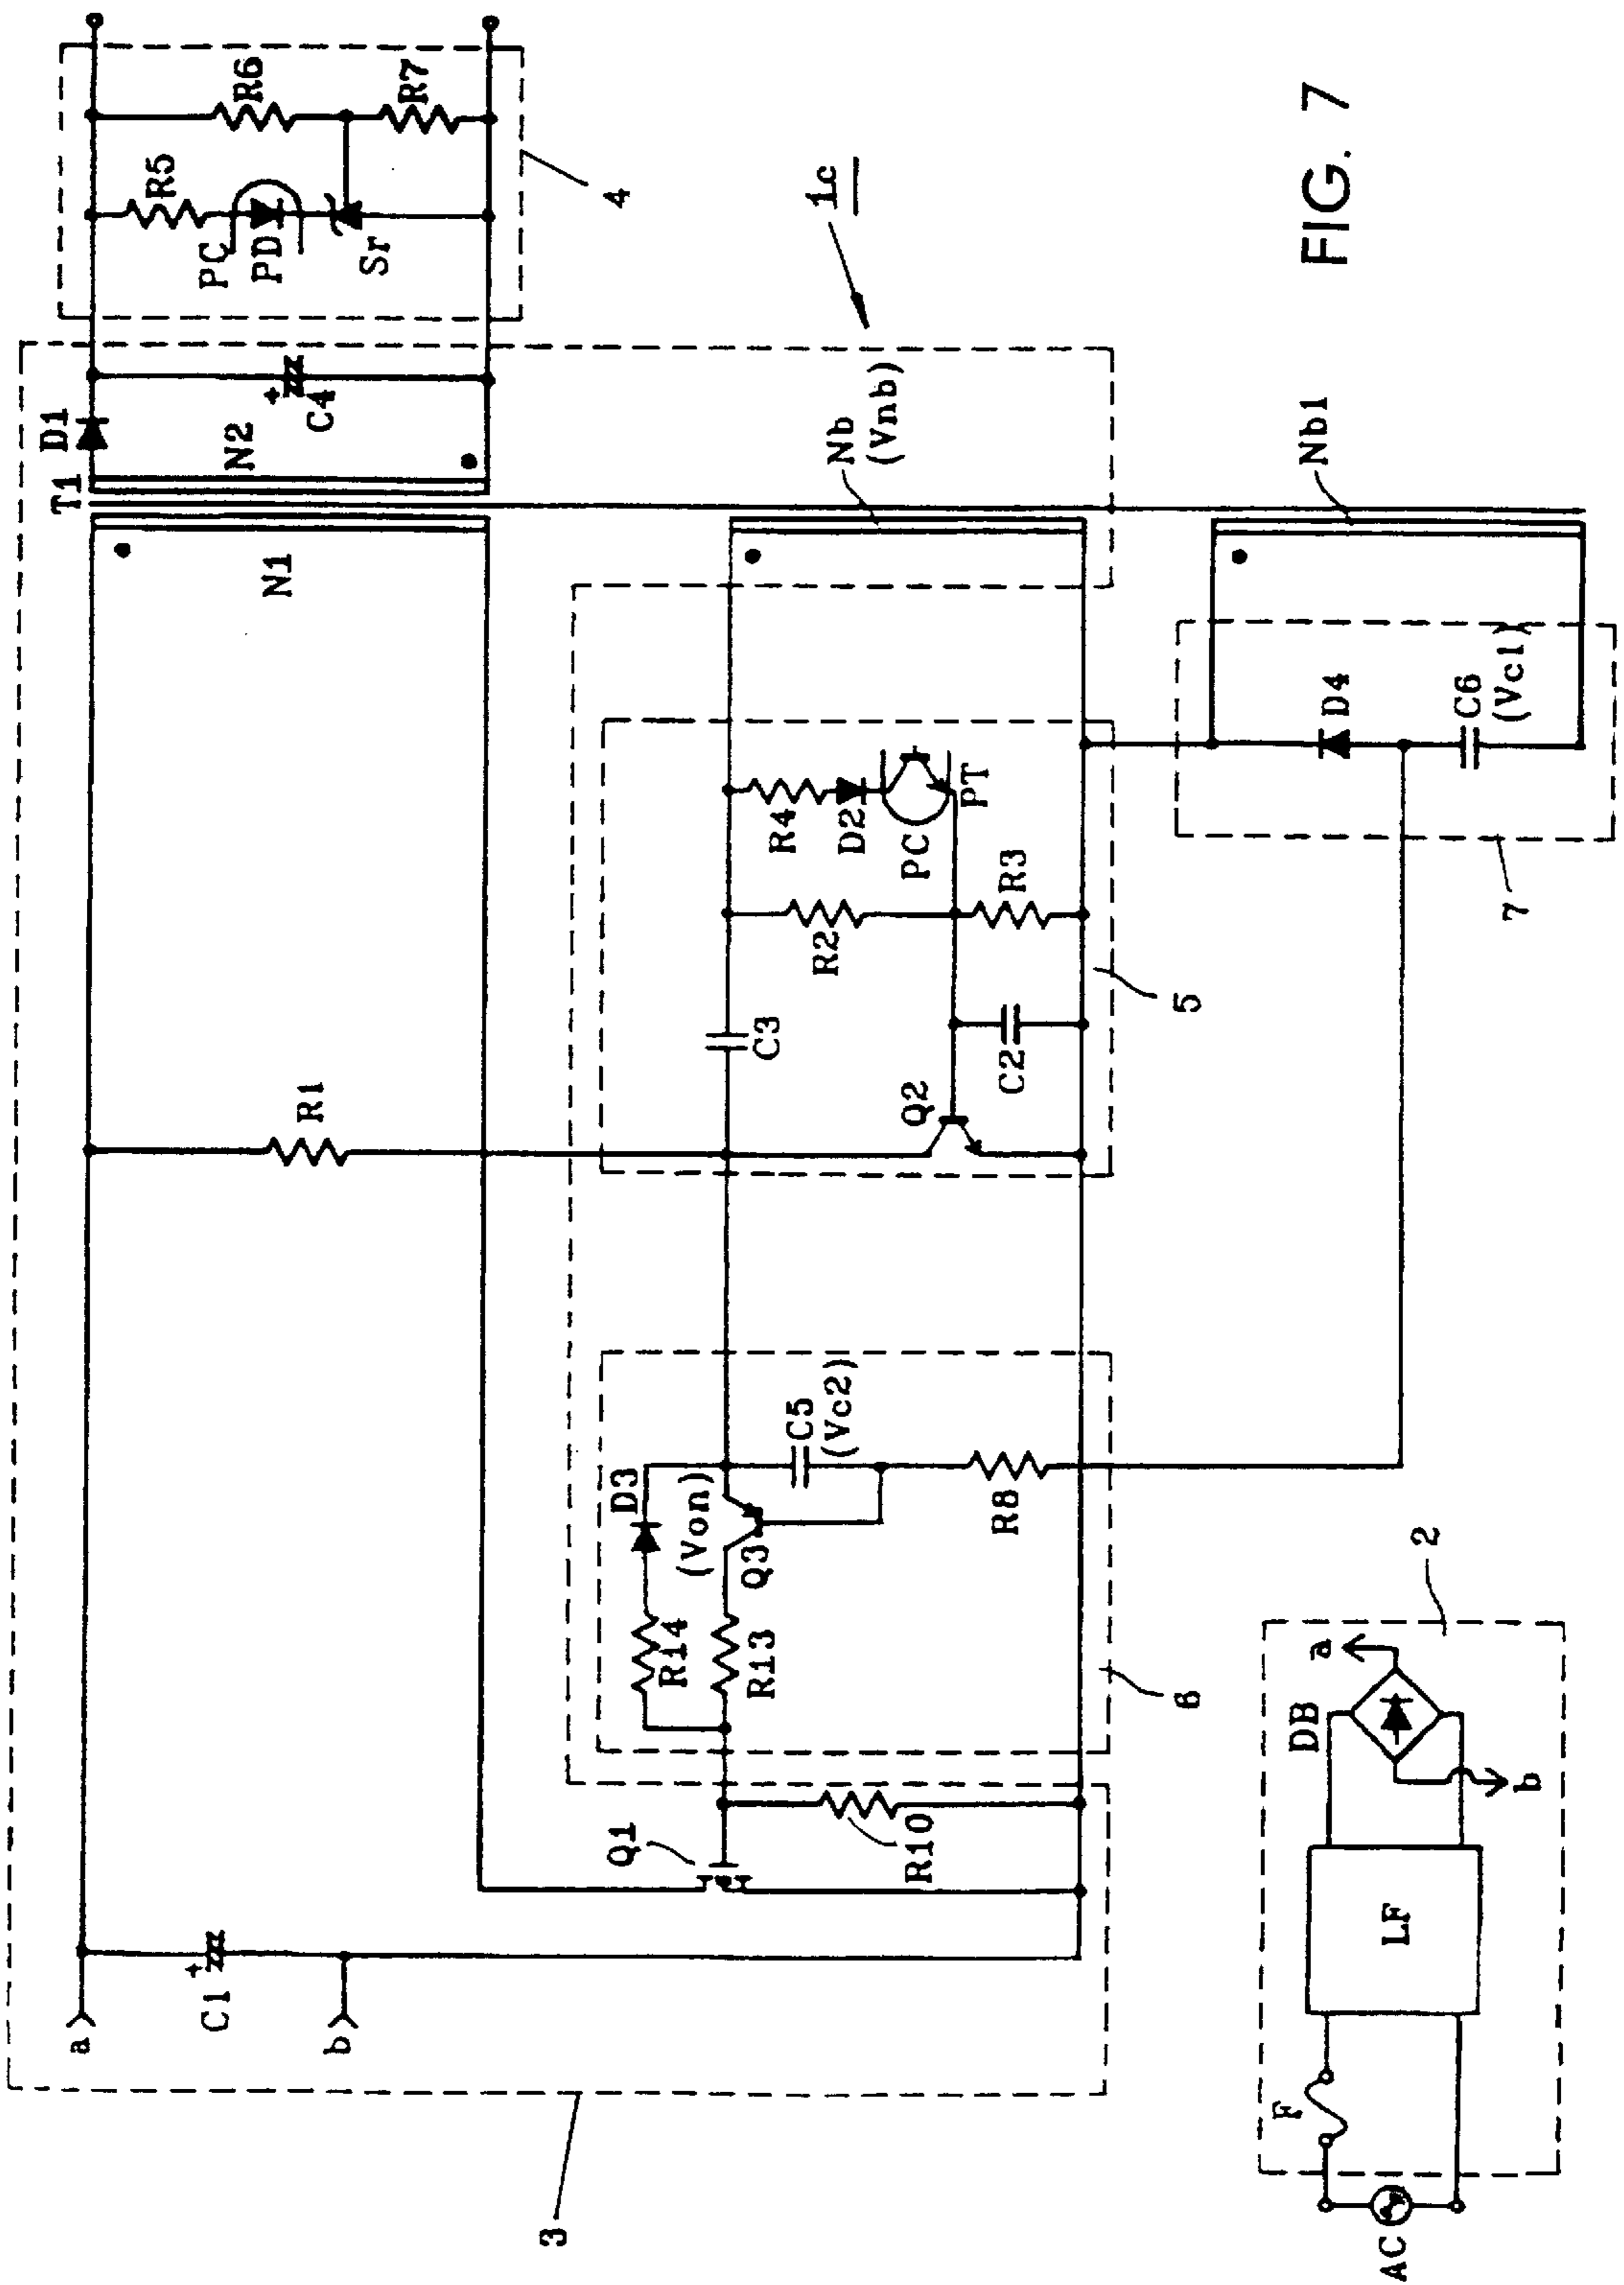 3
a
C1
+
b
R1
N1
T1
D1
N2
+
C4
PC
PD
R5
R6
Sr
R7
4
1c
Q1
R10
D3
R14
(Von)
R13
Q3
C5
(Vc2)
R8
6
C3
Q2
C2
R2
R3
R4
D2
PC
PT
5
Nb
(Vnb)
D4
C6
(Vc1)
7
Nb1
AC
F
LF
DB
a
b
2
FIG. 7